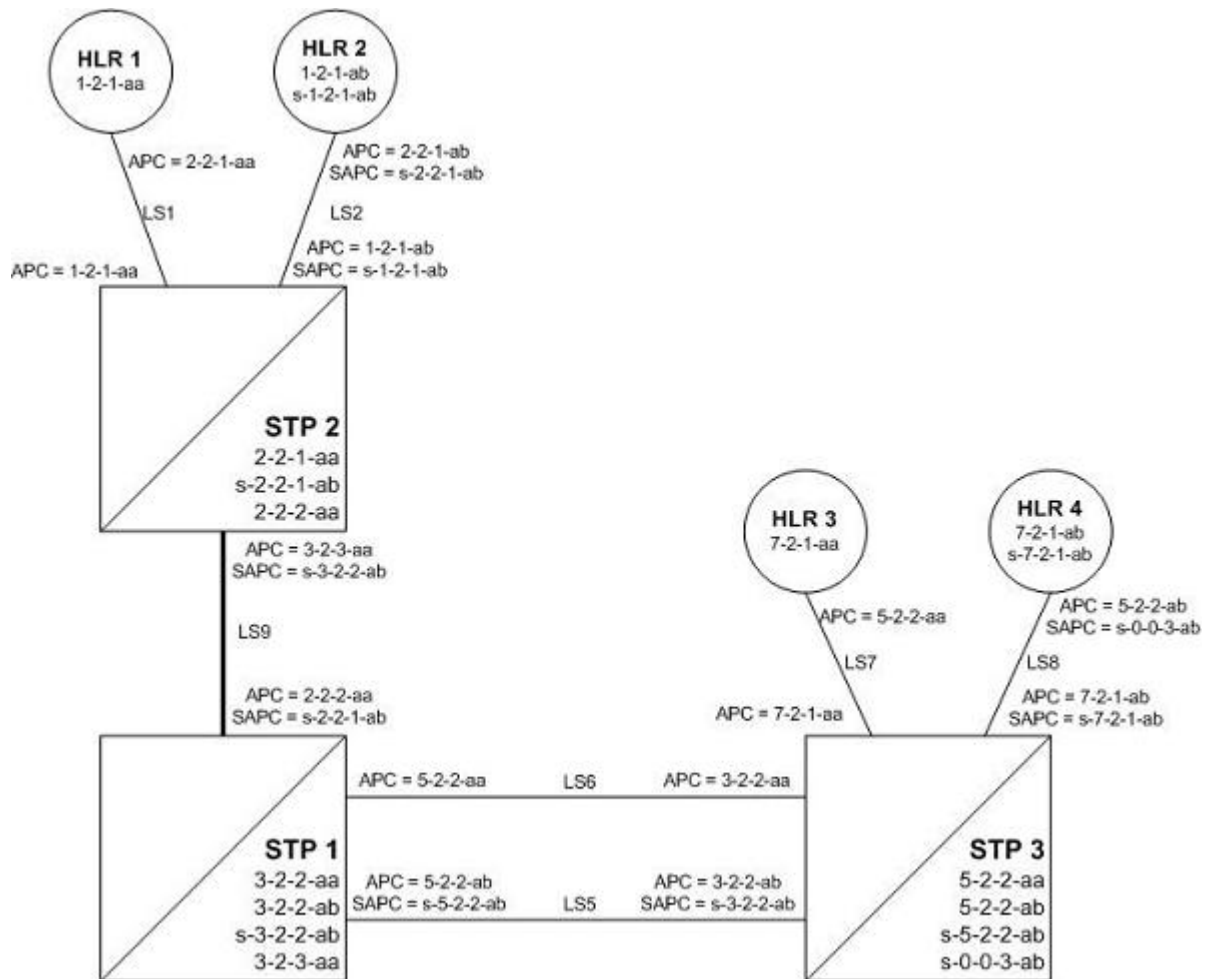 HLR 1
1-2-1-aa
HLR 2
1-2-1-ab
s-1-2-1-ab
APC = 2-2-1-aa
APC = 2-2-1-ab
SAPC = s-2-2-1-ab
LS1
LS2
APC = 1-2-1-aa
APC = 1-2-1-ab
SAPC = s-1-2-1-ab
STP 2
2-2-1-aa
s-2-2-1-ab
2-2-2-aa
APC = 3-2-3-aa
SAPC = s-3-2-2-ab
LS9
APC = 2-2-2-aa
SAPC = s-2-2-1-ab
HLR 3
7-2-1-aa
HLR 4
7-2-1-ab
s-7-2-1-ab
APC = 5-2-2-aa
APC = 5-2-2-ab
SAPC = s-0-0-3-ab
LS7
LS8
APC = 7-2-1-aa
APC = 7-2-1-ab
SAPC = s-7-2-1-ab
APC = 5-2-2-aa
LS6
APC = 3-2-2-aa
STP 1
3-2-2-aa
3-2-2-ab
s-3-2-2-ab
3-2-3-aa
APC = 5-2-2-ab
SAPC = s-5-2-2-ab
LS5
APC = 3-2-2-ab
SAPC = s-3-2-2-ab
STP 3
5-2-2-aa
5-2-2-ab
s-5-2-2-ab
s-0-0-3-ab